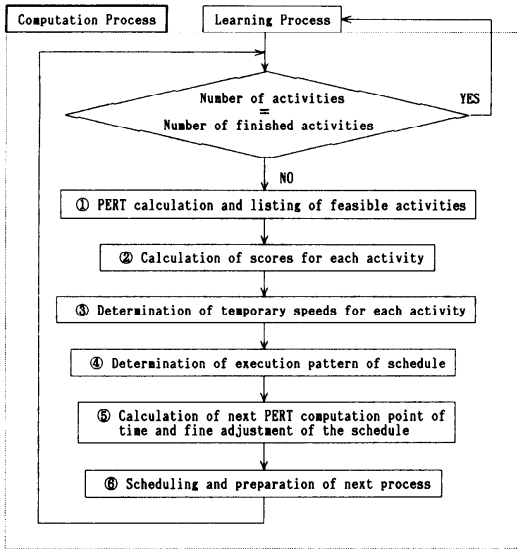 Computation Process
Learning Process
Number of activities
=
Number of finished activities
YES
NO
① PERT calculation and listing of feasible activities
② Calculation of scores for each activity
③ Determination of temporary speeds for each activity
④ Determination of execution pattern of schedule
⑤ Calculation of next PERT computation point of
time and fine adjustment of the schedule
⑥ Scheduling and preparation of next process